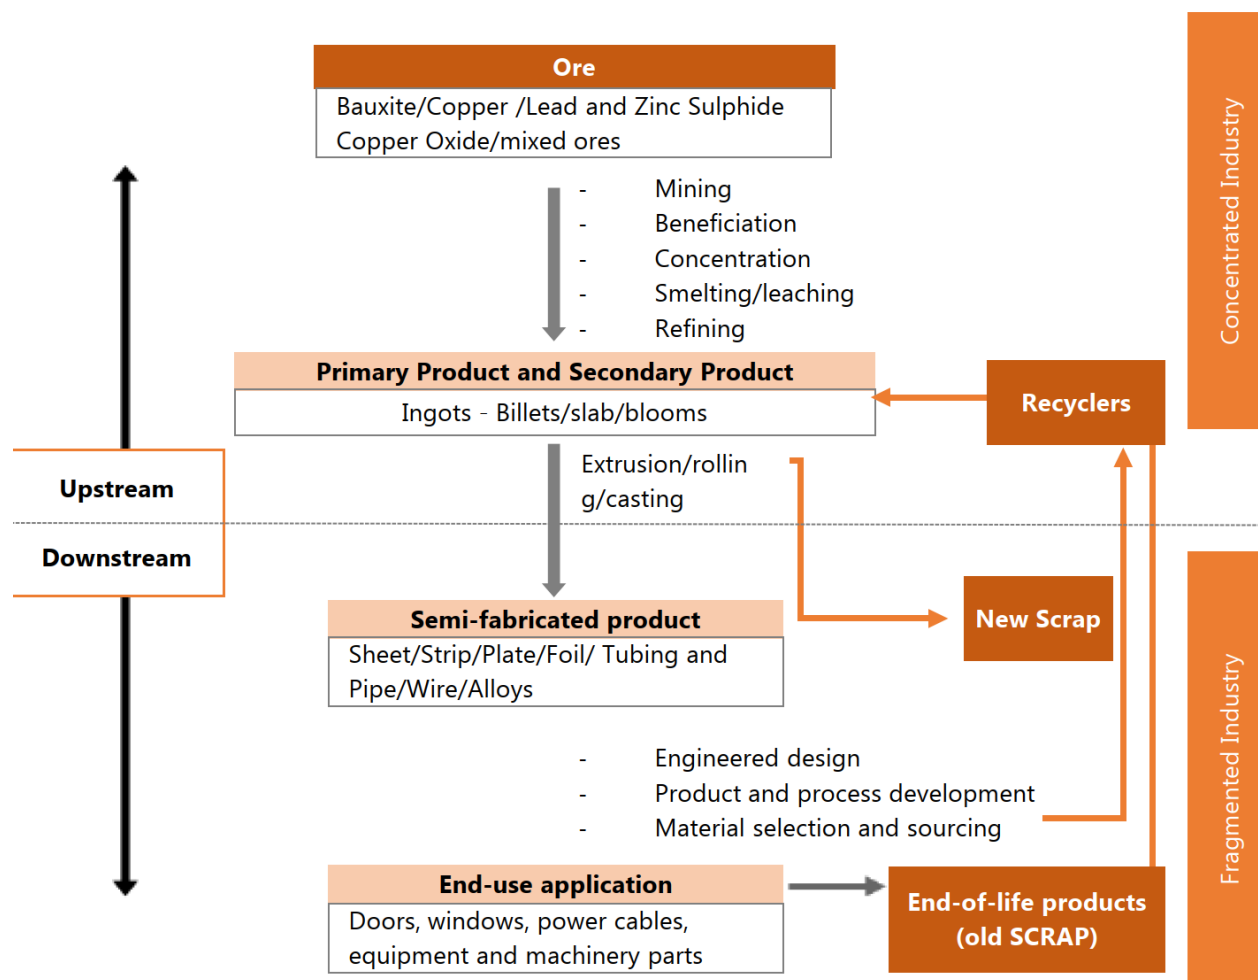 Ore
Bauxite/Copper /Lead and Zinc Sulphide
Copper Oxide/mixed ores
- Mining
- Beneficiation
- Concentration
- Smelting/leaching
- Refining
Concentrated Industry
Primary Product and Secondary Product
Ingots - Billets/slab/blooms
Recyclers
Extrusion/rollin
g/casting
Upstream
Downstream
New Scrap
Semi-fabricated product
Sheet/Strip/Plate/Foil/ Tubing and
Pipe/Wire/Alloys
- Engineered design
- Product and process development
- Material selection and sourcing
Fragmented Industry
End-use application
Doors, windows, power cables,
equipment and machinery parts
End-of-life products
(old SCRAP)